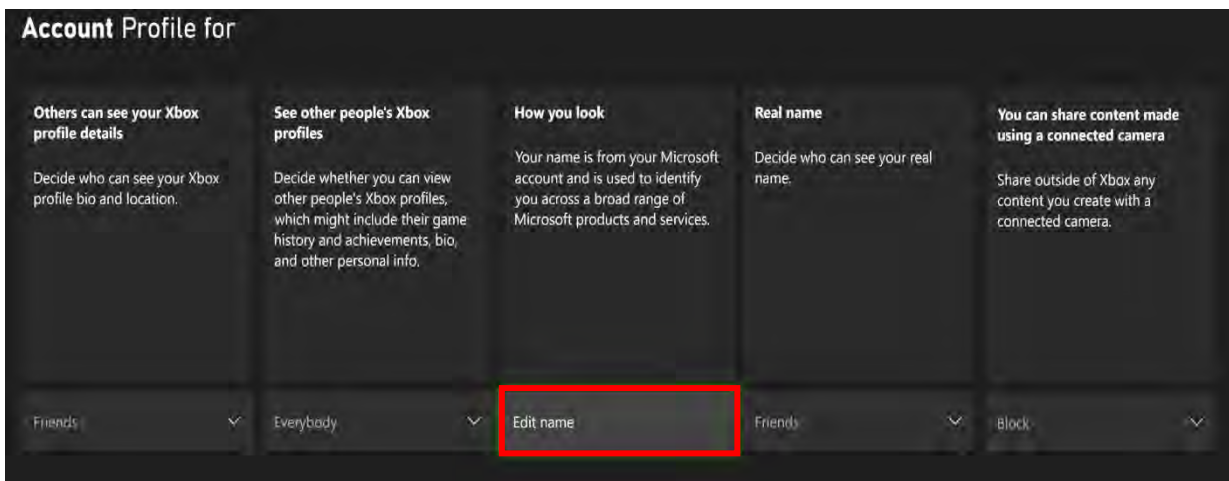 Account Profile for
Others can see your Xbox
profile details
Decide who can see your Xbox
profile bio and location.
Friends
See other people's Xbox
profiles
Decide whether you can view
other people's Xbox profiles,
which might include their game
history and achievements, bio,
and other personal info.
Everybody
How you look
Your name is from your Microsoft
account and is used to identify
you across a broad range of
Microsoft products and services.
Edit name
Real name
Decide who can see your real
name.
Friends
You can share content made
using a connected camera
Share outside of Xbox any
content you create with a
connected camera.
Block